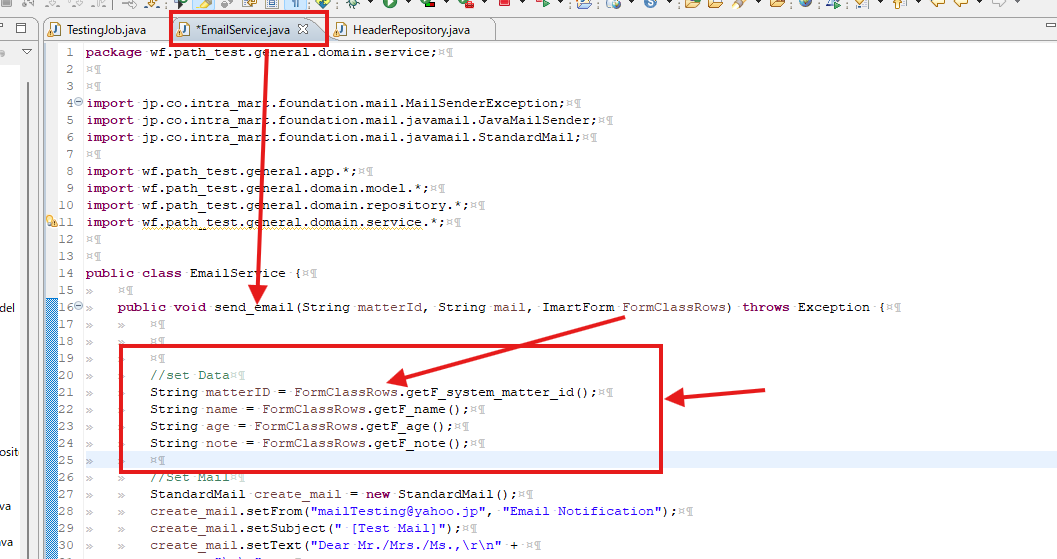 TestingJob.java
*EmailService.java
HeaderRepository.java
1 package wf.path_test.general.domain.service;
2
3
4 import jp.co.intra_mart.foundation.mail.MailSenderException;
5 import jp.co.intra_mart.foundation.mail.javamail.JavaMailSender;
6 import jp.co.intra_mart.foundation.mail.javamail.StandardMail;
7
8 import wf.path_test.general.app.*;
9 import wf.path_test.general.domain.model.*;
10 import wf.path_test.general.domain.repository.*;
11 import wf.path_test.general.domain.service.*;
12
13
14 public class EmailService {
15
16 public void send_email(String matterId, String mail, ImartForm FormClassRows) throws Exception {
17
18
19
20 //set Data
21 String matterID = FormClassRows.getF_system_matter_id();
22 String name = FormClassRows.getF_name();
23 String age = FormClassRows.getF_age();
24 String note = FormClassRows.getF_note();
25
26 //Set Mail
27 StandardMail create_mail = new StandardMail();
28 create_mail.setFrom("mailTesting@yahoo.jp", "Email Notification");
29 create_mail.setSubject(" [Test Mail]");
30 create_mail.setText("Dear Mr./Mrs./Ms.,\r\n" +
del
osit
va
ava